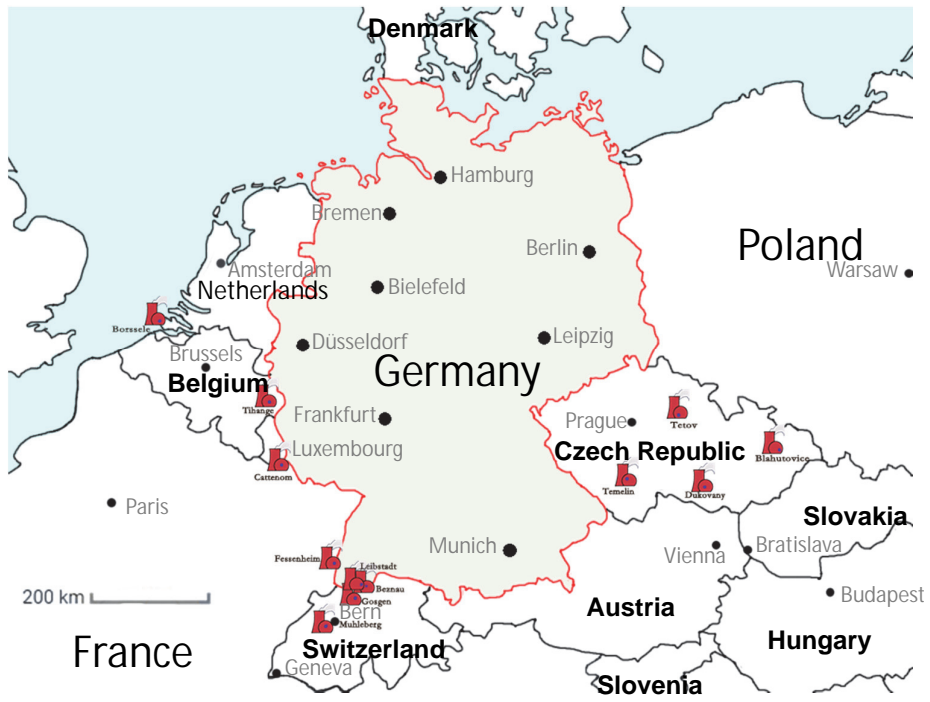 Denmark
Hamburg
Bremen
Berlin
Poland
Warsaw
Amsterdam
Netherlands
Bielefeld
Borssele
Düsseldorf
Leipzig
Brussels
Belgium
Germany
Tihange
Frankfurt
Prague
Tetov
Czech Republic
Luxembourg
Blahutovice
Cattenom
Temelin
Dukovany
Paris
Slovakia
Munich
Vienna
Bratislava
Fessenheim
Leibstadt
Beznau
Gosgen
200 km
Budapest
Austria
Bern
Muhleberg
Hungary
France
Switzerland
Geneva
Slovenia